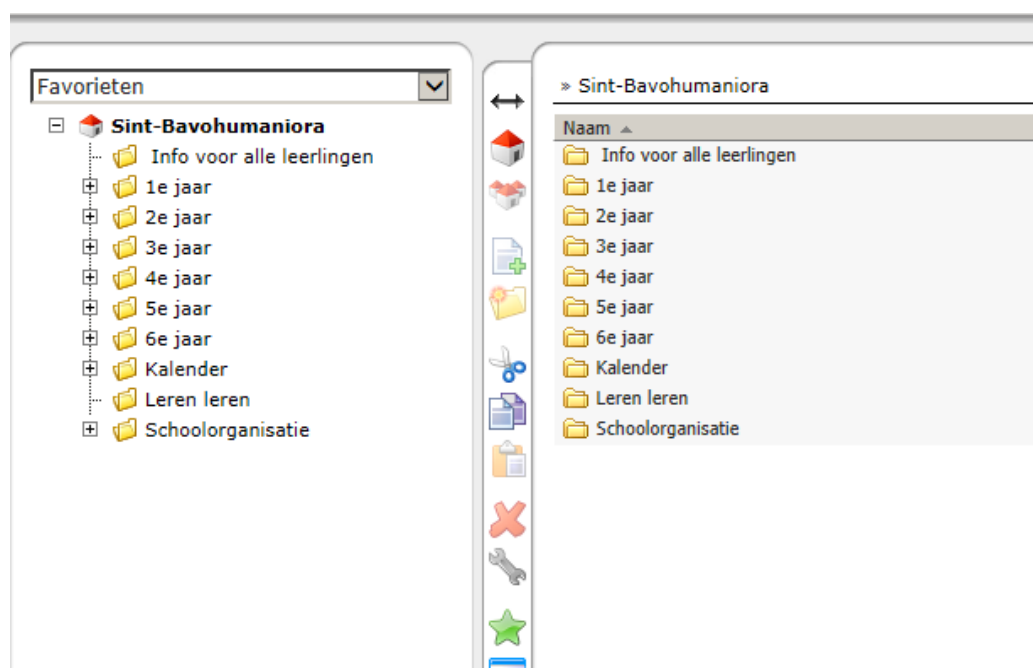 Favorieten
Sint-Bavohumaniora
Info voor alle leerlingen
1e jaar
2e jaar
3e jaar
4e jaar
5e jaar
6e jaar
Kalender
Leren leren
Schoolorganisatie
» Sint-Bavohumaniora
Naam
Info voor alle leerlingen
1e jaar
2e jaar
3e jaar
4e jaar
5e jaar
6e jaar
Kalender
Leren leren
Schoolorganisatie